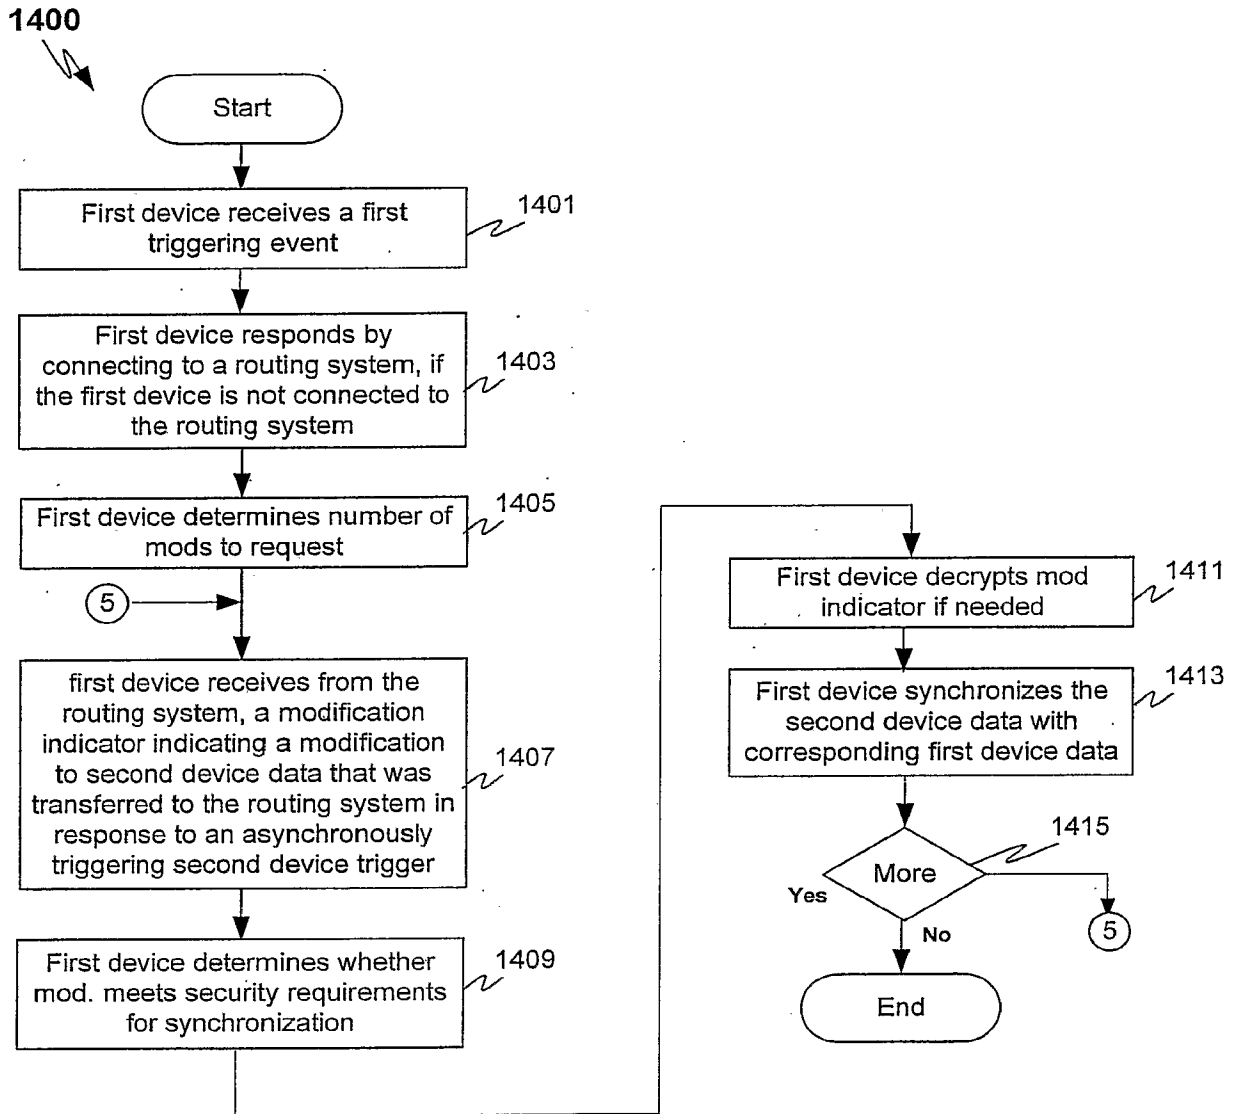 1400
Start
First device receives a first
triggering event
1401
First device responds by
connecting to a routing system, if
the first device is not connected to
the routing system
1403
First device determines number of
mods to request
1405
5
first device receives from the
routing system, a modification
indicator indicating a modification
to second device data that was
transferred to the routing system in
response to an asynchronously
triggering second device trigger
1407
First device determines whether
mod. meets security requirements
for synchronization
1409
First device decrypts mod
indicator if needed
1411
First device synchronizes the
second device data with
corresponding first device data
1413
More
1415
Yes
5
No
End